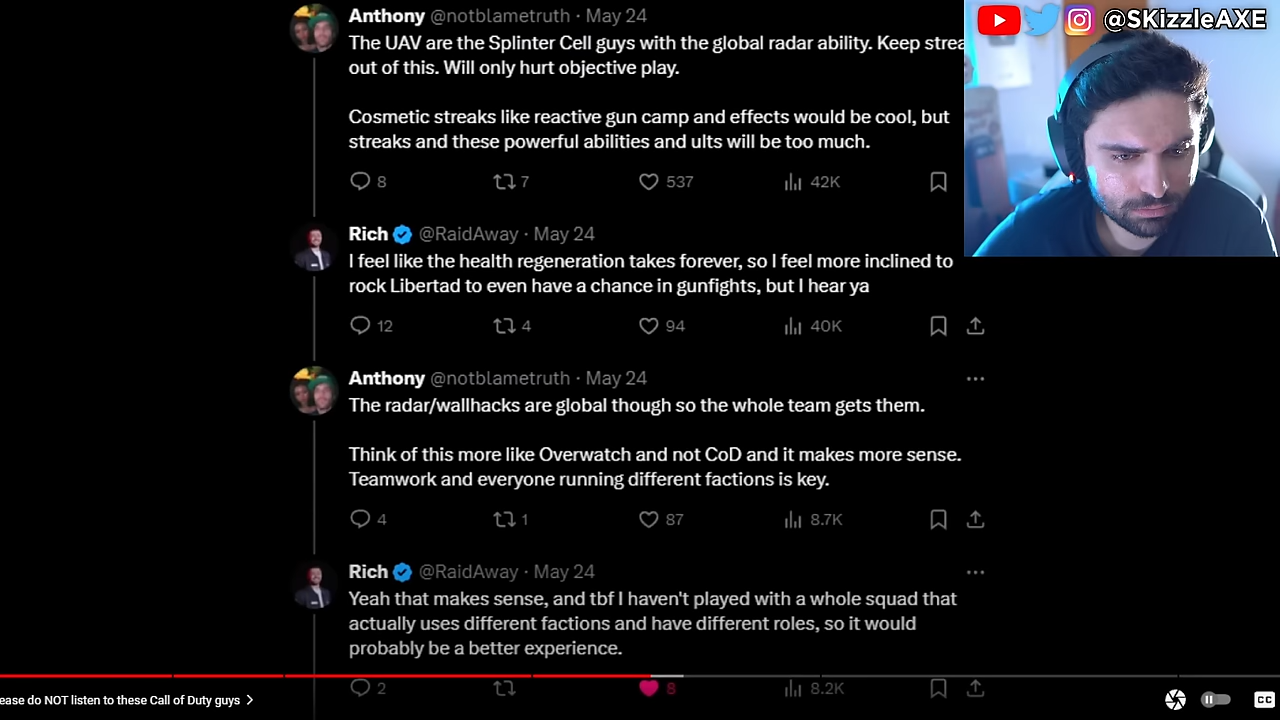 @SKizzleAXE
Anthony @notblametruth · May 24
The UAV are the Splinter Cell guys with the global radar ability. Keep strea
out of this. Will only hurt objective play.
Cosmetic streaks like reactive gun camp and effects would be cool, but
streaks and these powerful abilities and ults will be too much.
8 7 537 42K
Rich @RaidAway · May 24
I feel like the health regeneration takes forever, so I feel more inclined to
rock Libertad to even have a chance in gunfights, but I hear ya
12 4 94 40K
Anthony @notblametruth · May 24
The radar/wallhacks are global though so the whole team gets them.
Think of this more like Overwatch and not CoD and it makes more sense.
Teamwork and everyone running different factions is key.
4 1 87 8.7K
Rich @RaidAway · May 24
Yeah that makes sense, and tbf I haven't played with a whole squad that
actually uses different factions and have different roles, so it would
probably be a better experience.
2 8 8.2K
ease do NOT listen to these Call of Duty guys
CC